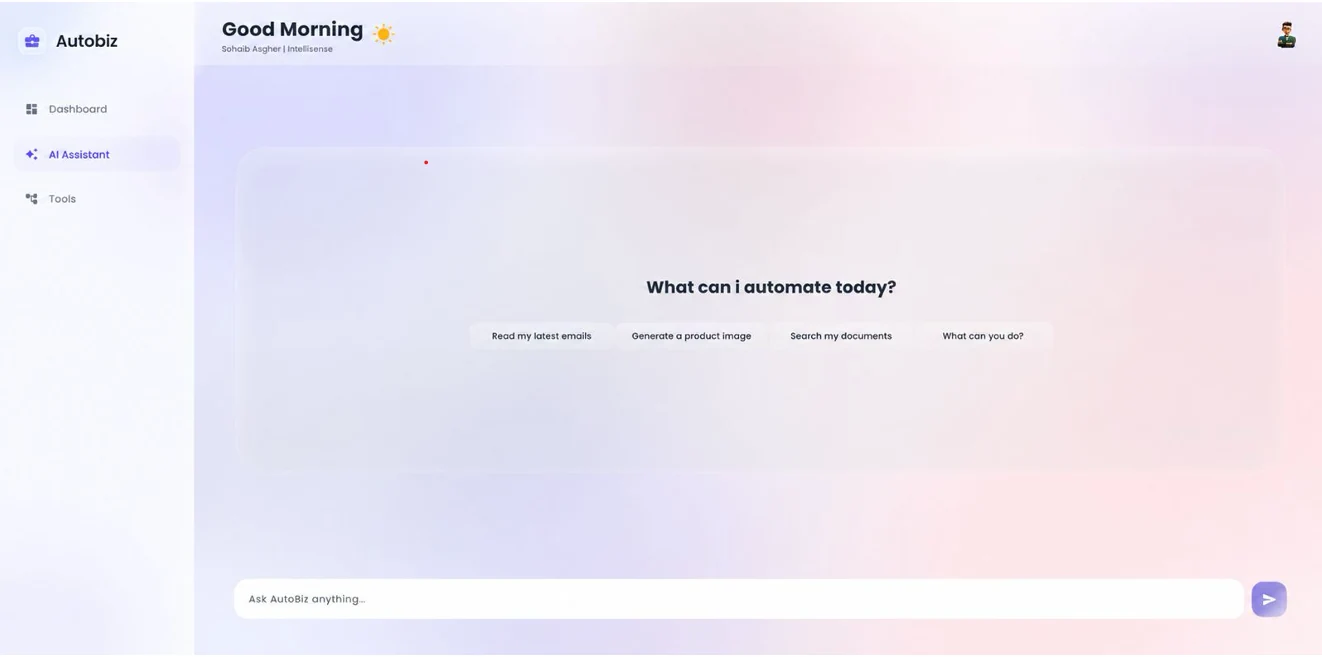 Autobiz
Good Morning
Sohaib Asgher | Intellisense
Dashboard
AI Assistant
Tools
What can i automate today?
Read my latest emails
Generate a product image
Search my documents
What can you do?
Ask AutoBiz anything...